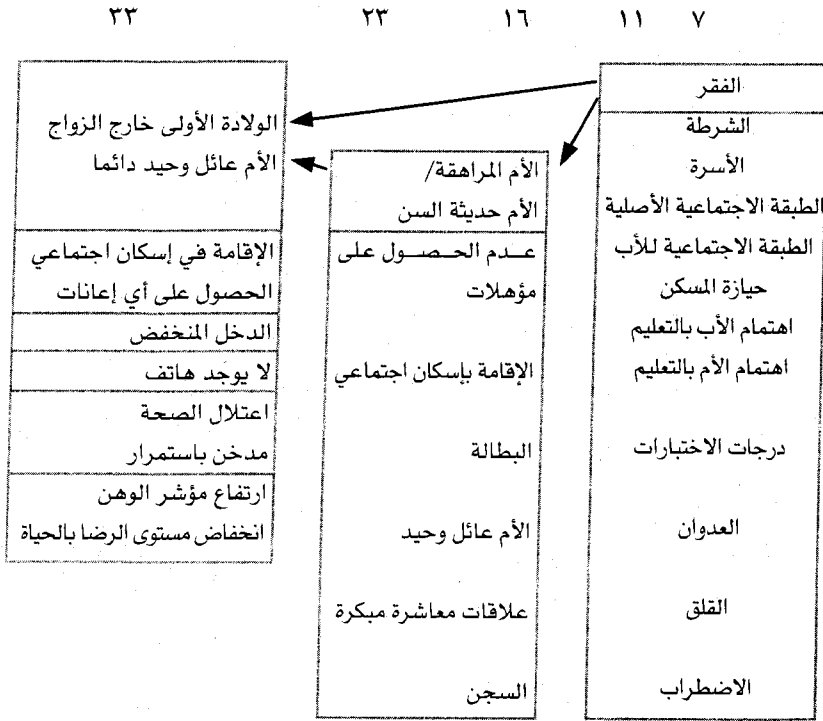 ٧ ١١ ١٦ ٢٣ ٣٣
الفقر
الشرطة
الأسرة
الطبقة الاجتماعية الأصلية
الطبقة الاجتماعية للأب
حيازة المسكن
اهتمام الأب بالتعليم
اهتمام الأم بالتعليم
درجات الاختبارات
العدوان
القلق
الاضطراب
الأم المراهقة/
الأم حديثة السن
عـدم الحـصـول على
مؤهلات
الإقامة بإسكان اجتماعي
البطالة
الأم عائل وحيد
علاقات معاشرة مبكرة
السجن
الولادة الأولى خارج الزواج
الأم عائل وحيد دائما
الإقامة في إسكان اجتماعي
الحصول على أي إعانات
الدخل المنخفض
لا يوجد هاتف
اعتلال الصحة
مدخن باستمرار
ارتفاع مؤشر الوهن
انخفاض مستوى الرضا بالحياة